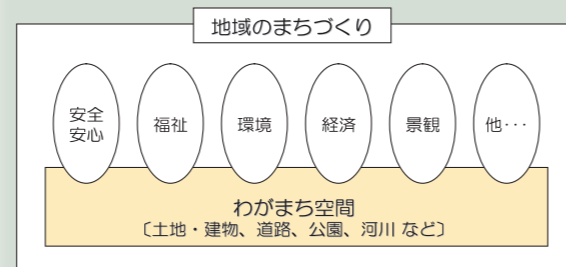 地域のまちづくり
安全
安心
福祉
環境
経済
景観
他･･･
わがまち空間
〔土地・建物、道路、公園、河川 など〕